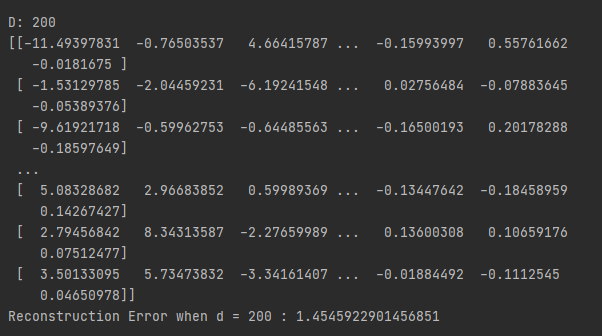 D: 200
[[-11.49397831  -0.76503537   4.66415787 ...  -0.15993997   0.55761662
   -0.0181675 ]
 [ -1.53129785  -2.04459231  -6.19241548 ...   0.02756484  -0.07883645
   -0.05389376]
 [ -9.61921718  -0.59962753  -0.64485563 ...  -0.16500193   0.20178288
   -0.18597649]
 ...
 [  5.08328682   2.96683852   0.59989369 ...  -0.13447642  -0.18458959
    0.14267427]
 [  2.79456842   8.34313587  -2.27659989 ...   0.13600308   0.10659176
    0.07512477]
 [  3.50133095   5.73473832  -3.34161407 ...  -0.01884492  -0.1112545
    0.04650978]]
Reconstruction Error when d = 200 : 1.4545922901456851